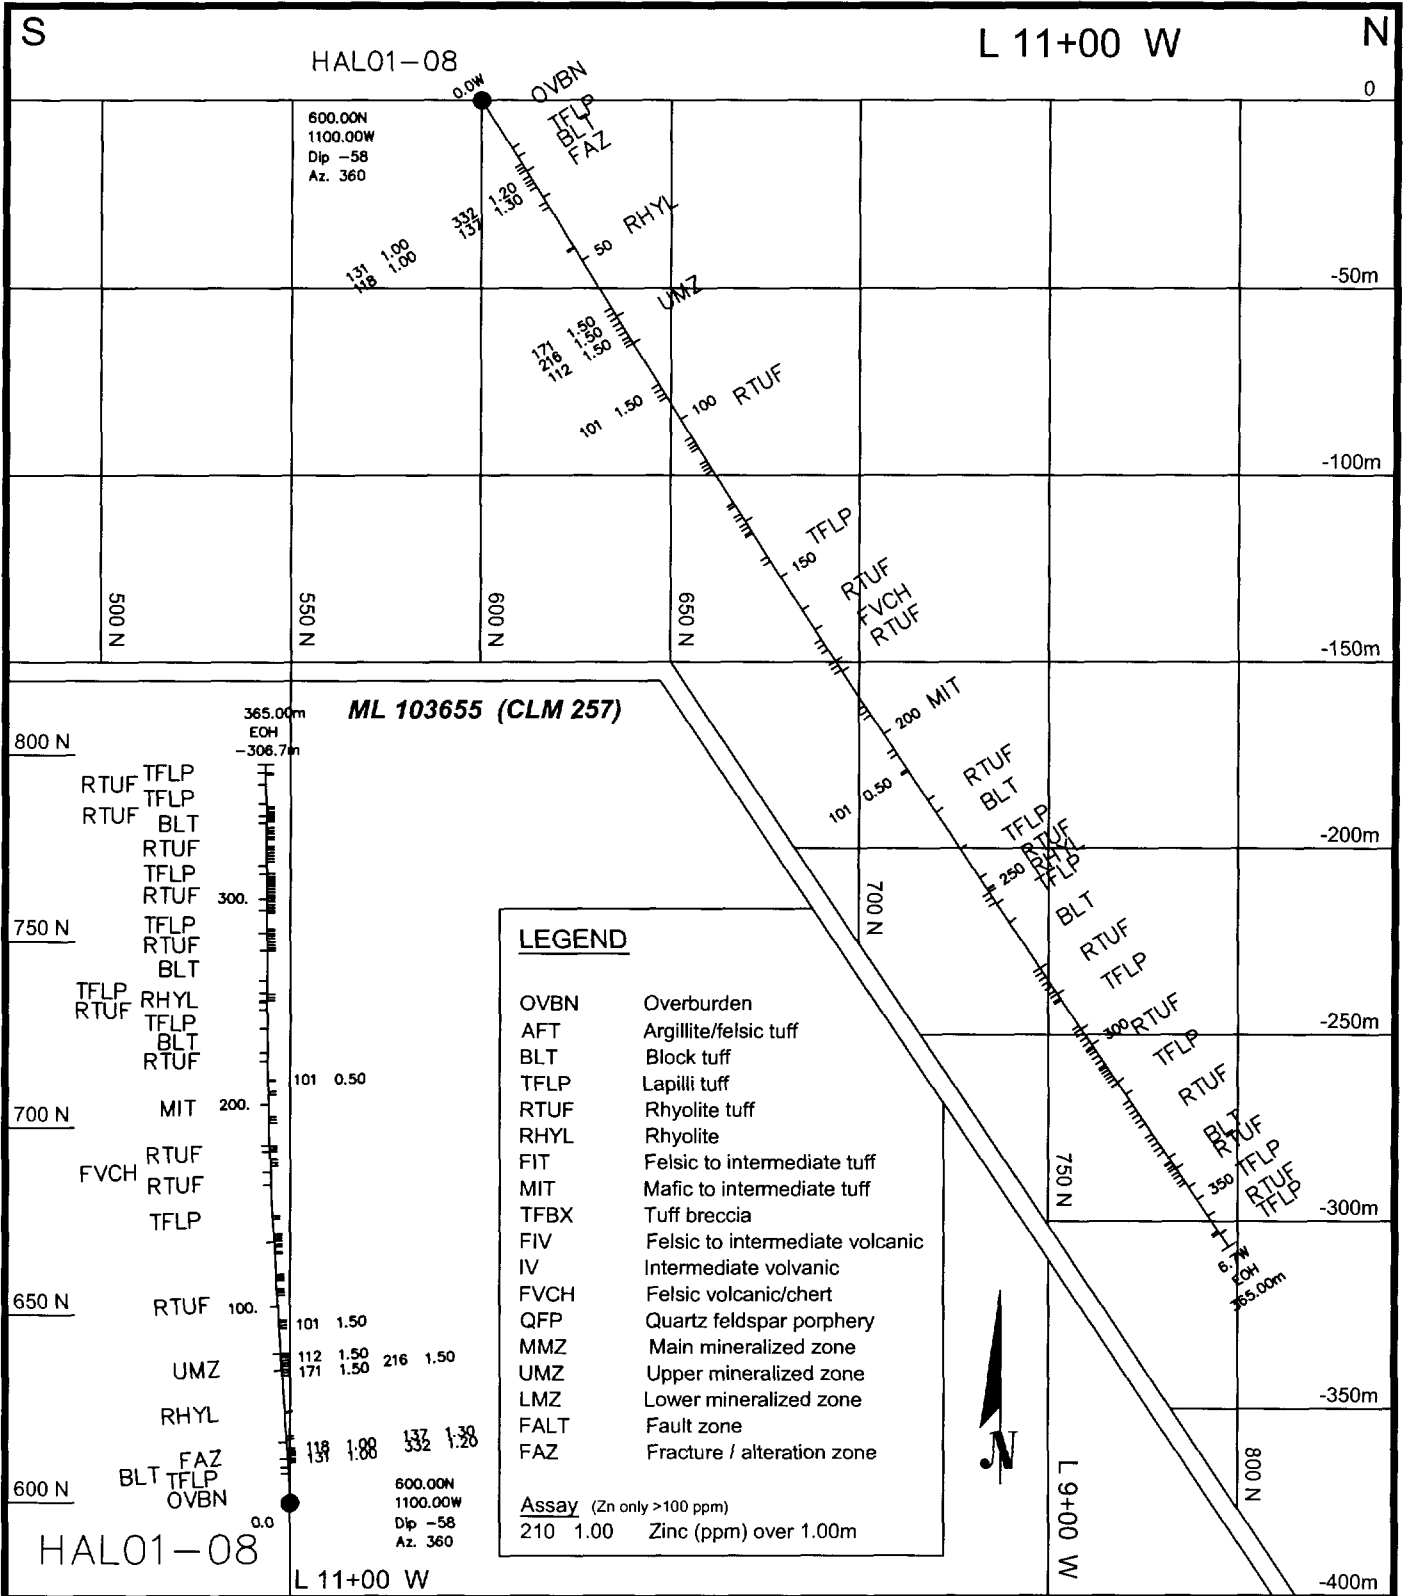 S
N
L 11+00 W
HAL01-08
0.0W
OVBN
TFLP
BLT
FAZ
0
600.00N
1100.00W
Dip -58
Az. 360
332 1.20
137 1.30
RHYL
50
131 1.00
118 1.00
-50m
UMZ
171 1.50
216 1.50
112 1.50
101 1.50
100
RTUF
-100m
TFLP
150
RTUF
FVCH
RTUF
500 N
550 N
600 N
650 N
-150m
MIT
200
101 0.50
RTUF
BLT
TFLP
RTUF
RHYL
TFLP
-200m
250
BLT
RTUF
TFLP
700 N
300
RTUF
-250m
TFLP
RTUF
BLT
RTUF
TFLP
350
RTUF
TFLP
750 N
-300m
6.7W
EOH
365.00m
-350m
800 N
L 9+00 W
-400m
N
ML 103655 (CLM 257)
365.00m
EOH
-306.7m
800 N
TFLP
RTUF
TFLP
RTUF
BLT
RTUF
TFLP
RTUF
300.
TFLP
750 N
RTUF
BLT
TFLP
RHYL
RTUF
TFLP
BLT
RTUF
101 0.50
MIT
200.
700 N
RTUF
FVCH
RTUF
TFLP
650 N
RTUF
100.
101 1.50
112 1.50
216 1.50
UMZ
171 1.50
RHYL
137 1.30
118 1.00
332 1.20
131 1.00
FAZ
BLT
TFLP
600 N
OVBN
0.0
600.00N
1100.00W
Dip -58
Az. 360
HAL01-08
L 11+00 W
LEGEND
OVBN Overburden
AFT Argillite/felsic tuff
BLT Block tuff
TFLP Lapilli tuff
RTUF Rhyolite tuff
RHYL Rhyolite
FIT Felsic to intermediate tuff
MIT Mafic to intermediate tuff
TFBX Tuff breccia
FIV Felsic to intermediate volcanic
IV Intermediate volvanic
FVCH Felsic volcanic/chert
QFP Quartz feldspar porphery
MMZ Main mineralized zone
UMZ Upper mineralized zone
LMZ Lower mineralized zone
FALT Fault zone
FAZ Fracture / alteration zone
Assay (Zn only >100 ppm)
210 1.00 Zinc (ppm) over 1.00m